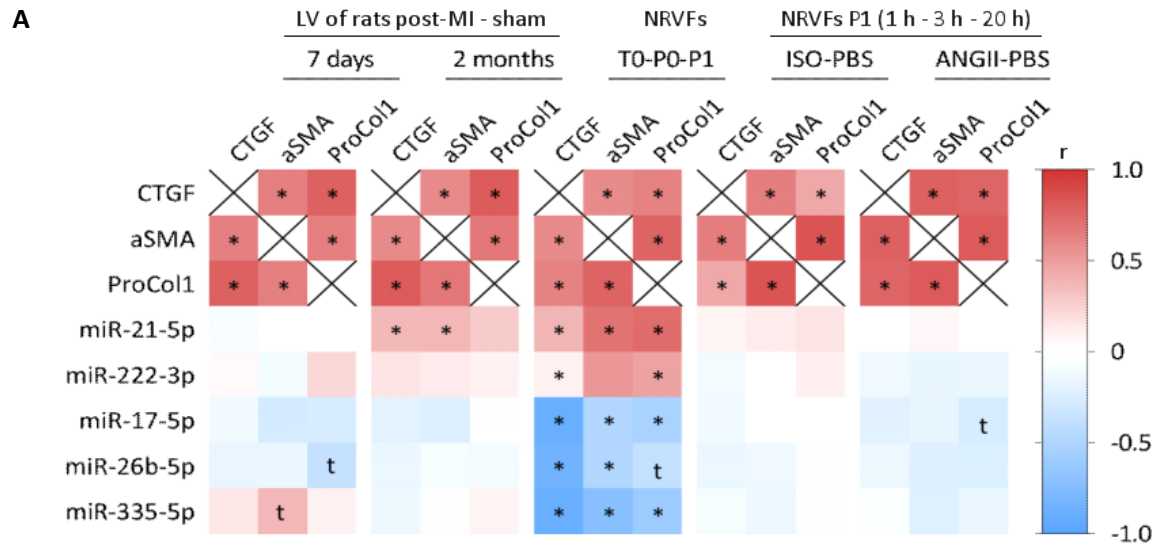 A
LV of rats post-MI - sham NRVFs NRVFs P1 (1 h - 3 h - 20 h)
7 days 2 months T0-P0-P1 ISO-PBS ANGII-PBS
CTGF aSMA ProCol1 CTGF aSMA ProCol1 CTGF aSMA ProCol1 CTGF aSMA ProCol1 CTGF aSMA ProCol1 r
CTGF * * * * * * * * * * 1.0
aSMA * * * * * * * * * *
ProCol1 * * * * * * * * * * 0.5
miR-21-5p * * * * * 0
miR-222-3p * *
miR-17-5p * * * t
miR-26b-5p t * * t -0.5
miR-335-5p t * * * -1.0